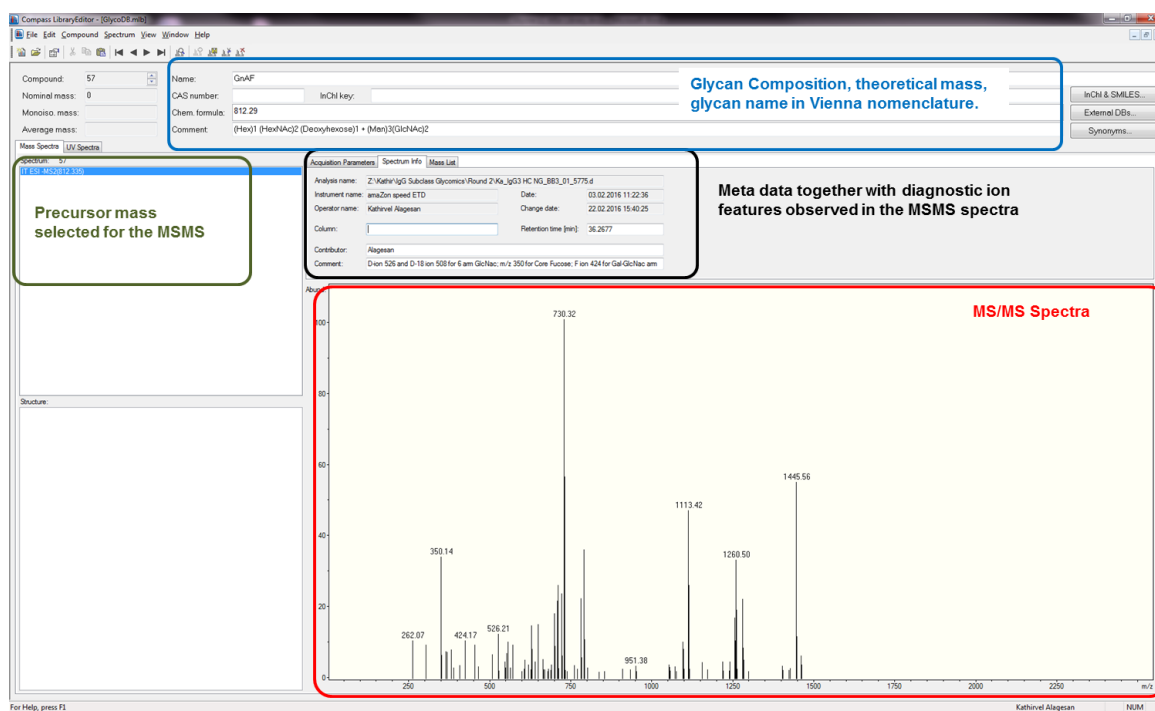 Compass LibraryEditor - [GlycoDB.mlb]
File Edit Compound Spectrum View Window Help
Compound: 57 Name: GnAF
Nominal mass: 0 CAS number: InChI key: InChI & SMILES...
Monoiso. mass: Chem. formula: 812.29 External DBs...
Average mass: Comment: (Hex)1 (HexNAc)2 (Deoxyhexose)1 + (Man)3(GlcNAc)2 Synonyms...
Glycan Composition, theoretical mass,
glycan name in Vienna nomenclature.
Mass Spectra UV Spectra
Spectrum: 57
IT ESI -MS2(812.335)
Precursor mass
selected for the MSMS
Structure:
Acquisition Parameters Spectrum Info Mass List
Analysis name: Z:\Kathir\IgG Subclass Glycomics\Round 2\Ka_IgG3 HC NG_BB3_01_5775.d
Instrument name: amaZon speed ETD Date: 03.02.2016 11:22:36
Operator name: Kathirvel Alagesan Change date: 22.02.2016 15:40:25
Column: Retention time [min]: 36.2677
Contributor: Alagesan
Comment: D-ion 526 and D-18 ion 508 for 6 arm GlcNac; m/z 350 for Core Fucose; F ion 424 for Gal-GlcNac arm
Meta data together with diagnostic ion
features observed in the MSMS spectra
MS/MS Spectra
730.32
100
80
60
1445.56
1113.42
40
350.14
1260.50
20
262.07
424.17
526.21
951.38
0
250 500 750 1000 1250 1500 1750 2000 2250 m/z
For Help, press F1 Kathirvel Alagesan NUM